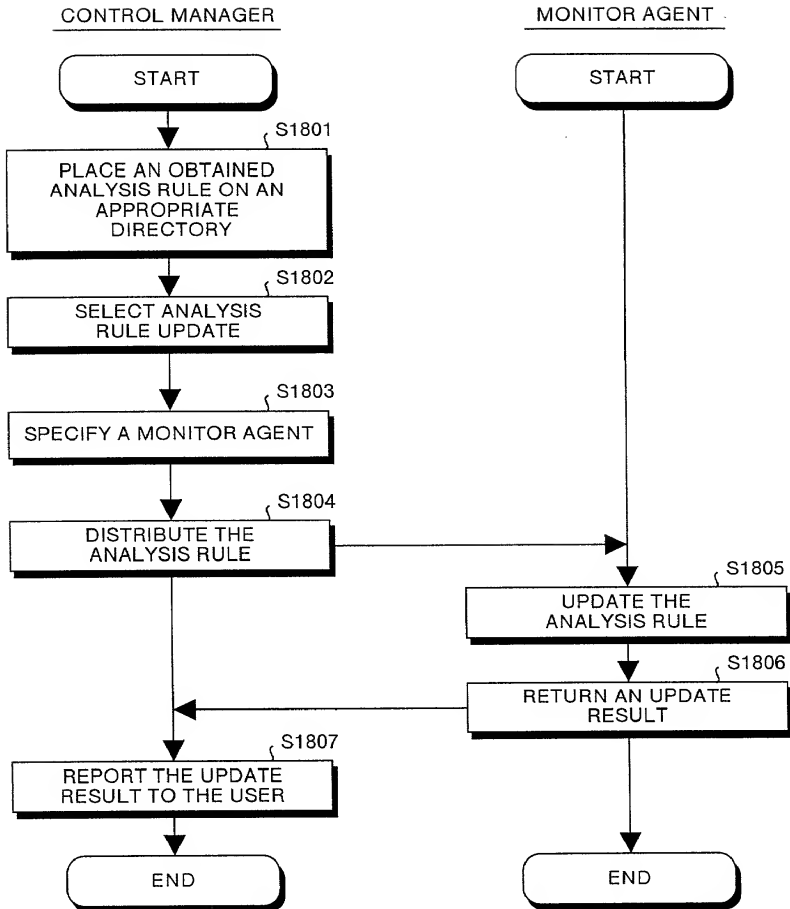 CONTROL MANAGER
MONITOR AGENT
START
START
S1801
PLACE AN OBTAINED
ANALYSIS RULE ON AN
APPROPRIATE
DIRECTORY
S1802
SELECT ANALYSIS
RULE UPDATE
S1803
SPECIFY A MONITOR AGENT
S1804
DISTRIBUTE THE
ANALYSIS RULE
S1805
UPDATE THE
ANALYSIS RULE
S1806
RETURN AN UPDATE
RESULT
S1807
REPORT THE UPDATE
RESULT TO THE USER
END
END